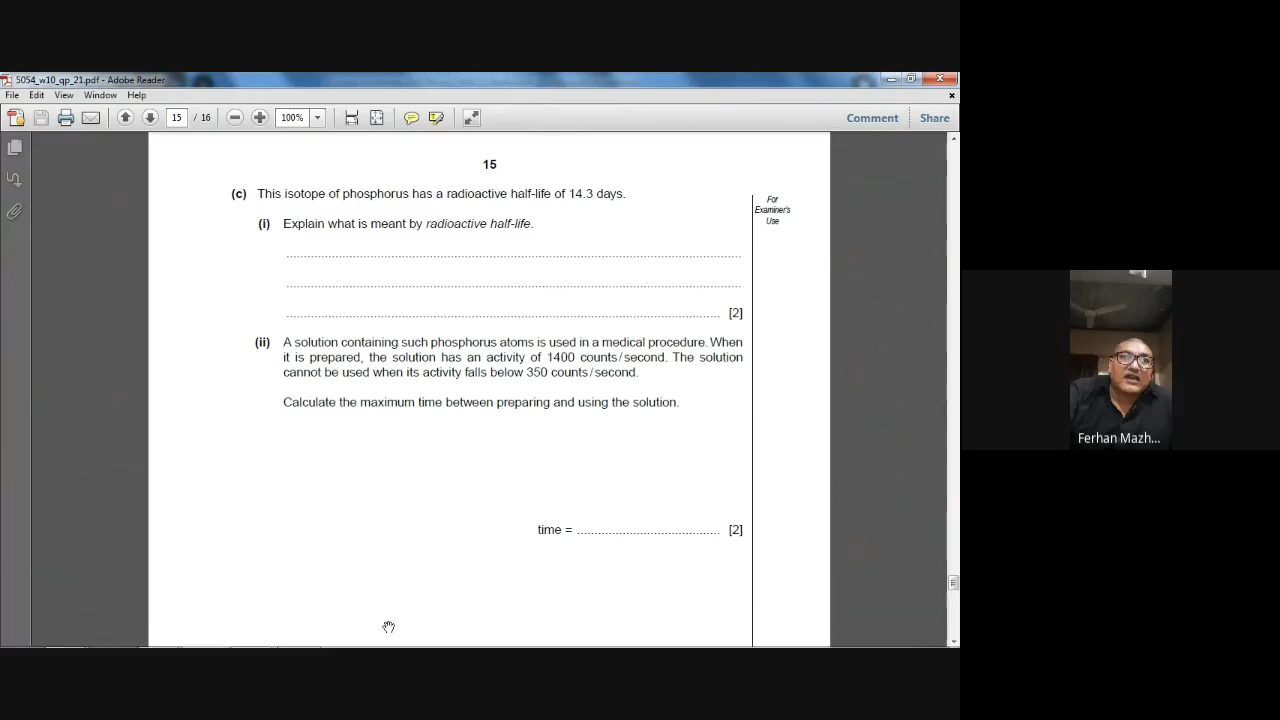 5054_w10_qp_21.pdf - Adobe Reader
File Edit View Window Help
15 / 16 100% Comment Share
15
(c) This isotope of phosphorus has a radioactive half-life of 14.3 days.
For
Examiner's
Use
(i) Explain what is meant by radioactive half-life.
[2]
(ii) A solution containing such phosphorus atoms is used in a medical procedure. When
it is prepared, the solution has an activity of 1400 counts/second. The solution
cannot be used when its activity falls below 350 counts/second.
Calculate the maximum time between preparing and using the solution.
time = ........................................ [2]
Ferhan Mazh...